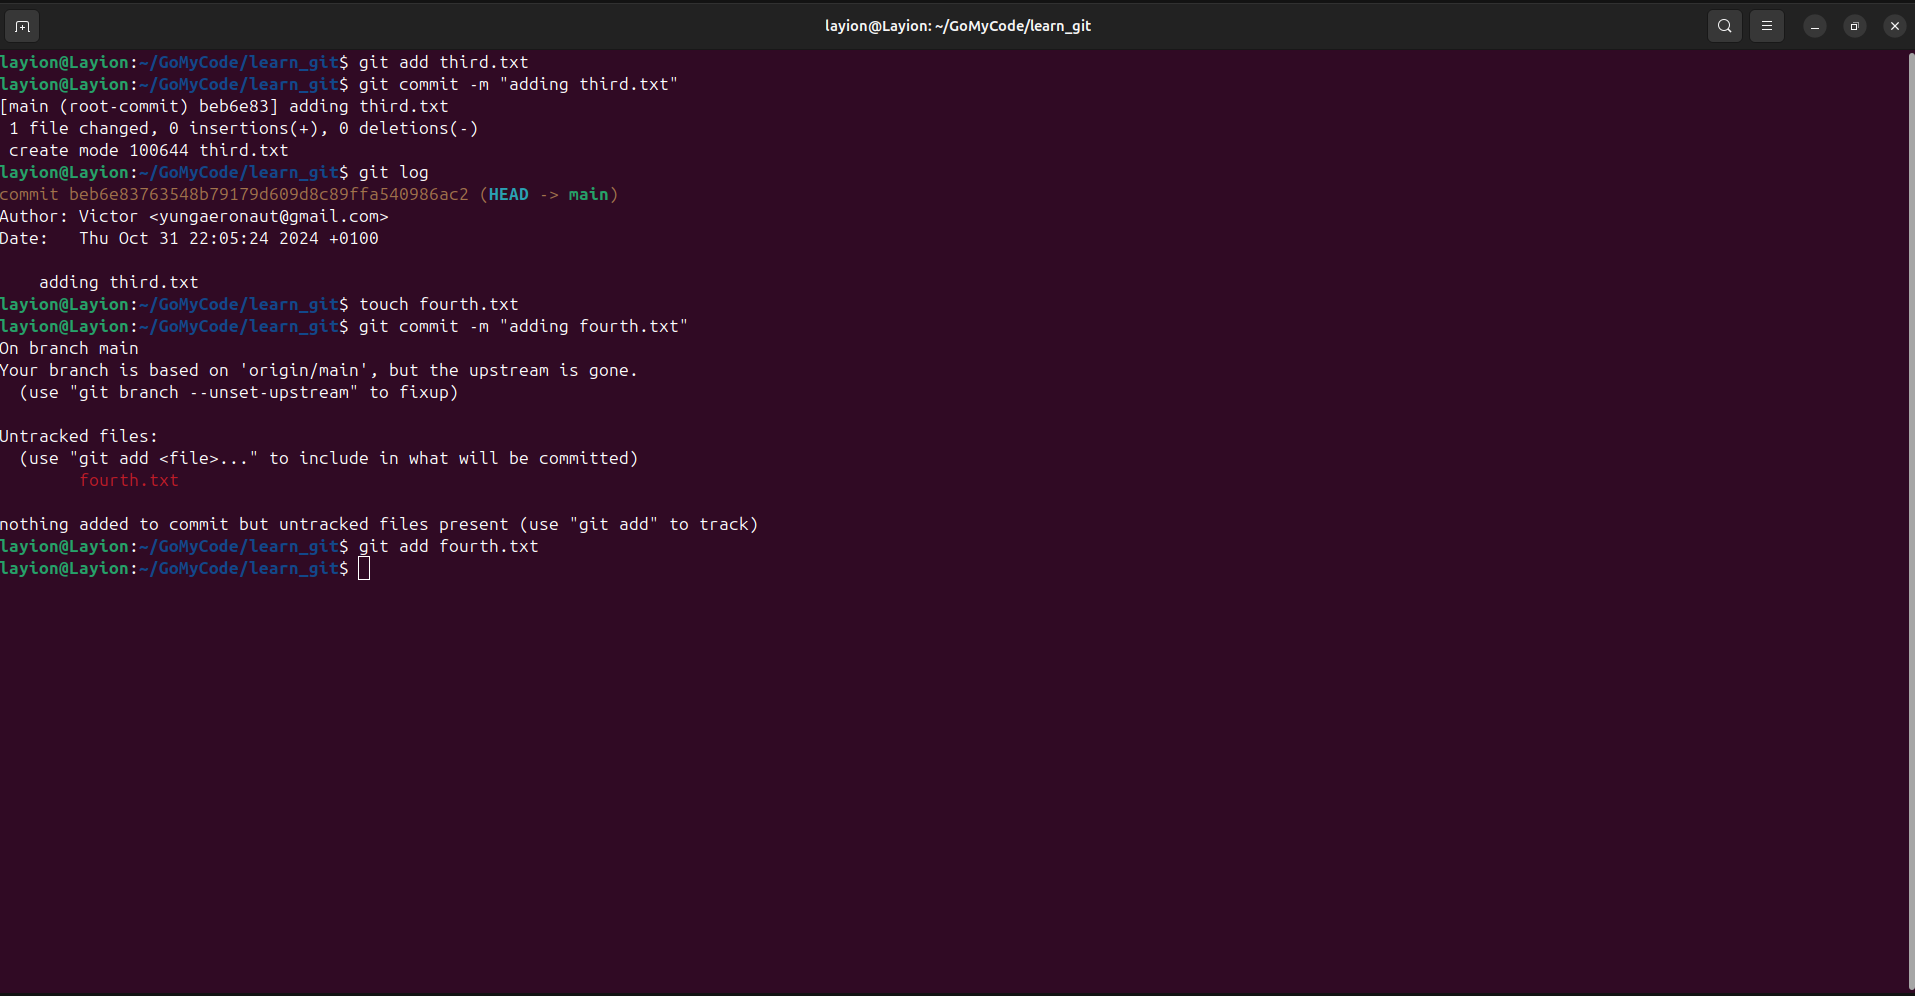 layion@Layion: ~/GoMyCode/learn_git
layion@Layion:~/GoMyCode/learn_git$ git add third.txt
layion@Layion:~/GoMyCode/learn_git$ git commit -m "adding third.txt"
[main (root-commit) beb6e83] adding third.txt
 1 file changed, 0 insertions(+), 0 deletions(-)
 create mode 100644 third.txt
layion@Layion:~/GoMyCode/learn_git$ git log
commit beb6e83763548b79179d609d8c89ffa540986ac2 (HEAD -> main)
Author: Victor <yungaeronaut@gmail.com>
Date:   Thu Oct 31 22:05:24 2024 +0100
    adding third.txt
layion@Layion:~/GoMyCode/learn_git$ touch fourth.txt
layion@Layion:~/GoMyCode/learn_git$ git commit -m "adding fourth.txt"
On branch main
Your branch is based on 'origin/main', but the upstream is gone.
  (use "git branch --unset-upstream" to fixup)
Untracked files:
  (use "git add <file>..." to include in what will be committed)
        fourth.txt
nothing added to commit but untracked files present (use "git add" to track)
layion@Layion:~/GoMyCode/learn_git$ git add fourth.txt
layion@Layion:~/GoMyCode/learn_git$